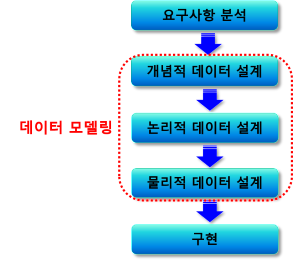 요구사항 분석
개념적 데이터 설계
데이터 모델링
논리적 데이터 설계
물리적 데이터 설계
구현